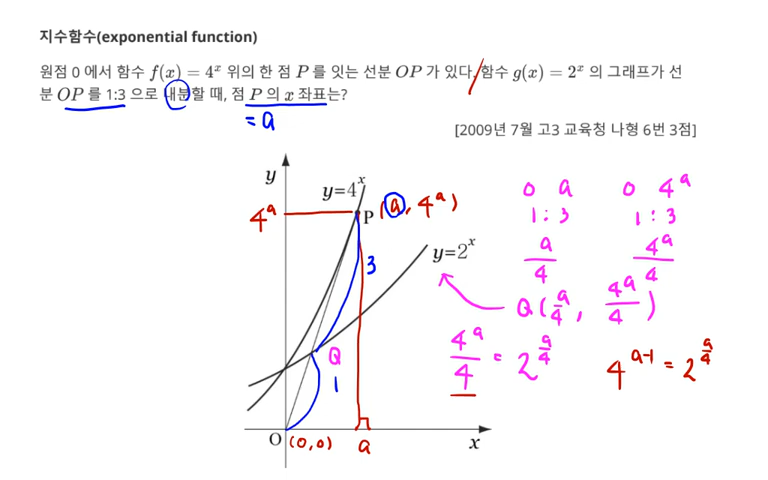 지수함수(exponential function)
원점 0 에서 함수 f(x) = 4^x 위의 한 점 P 를 잇는 선분 OP 가 있다. 함수 g(x) = 2^x 의 그래프가 선
분 OP 를 1:3 으로 내분할 때, 점 P 의 x 좌표는?
= a
[2009년 7월 고3 교육청 나형 6번 3점]
y
y=4^x
4^a
P (a, 4^a)
y=2^x
3
Q
1
O (0,0)
a
x
0 a
1 : 3
a/4
0 4^a
1 : 3
4^a/4
Q(a/4, 4^a/4)
4^a/4 = 2^(a/4)
4^(a-1) = 2^(a/4)